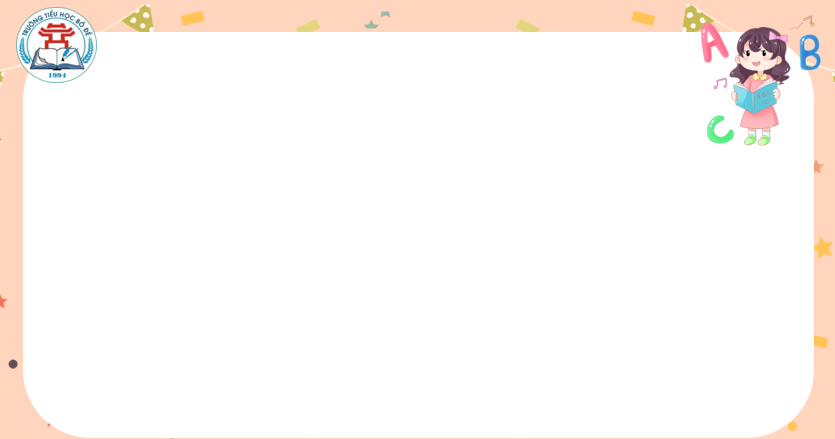 TRƯỜNG TIỂU HỌC BỒ ĐỀ
1994
A
B
C